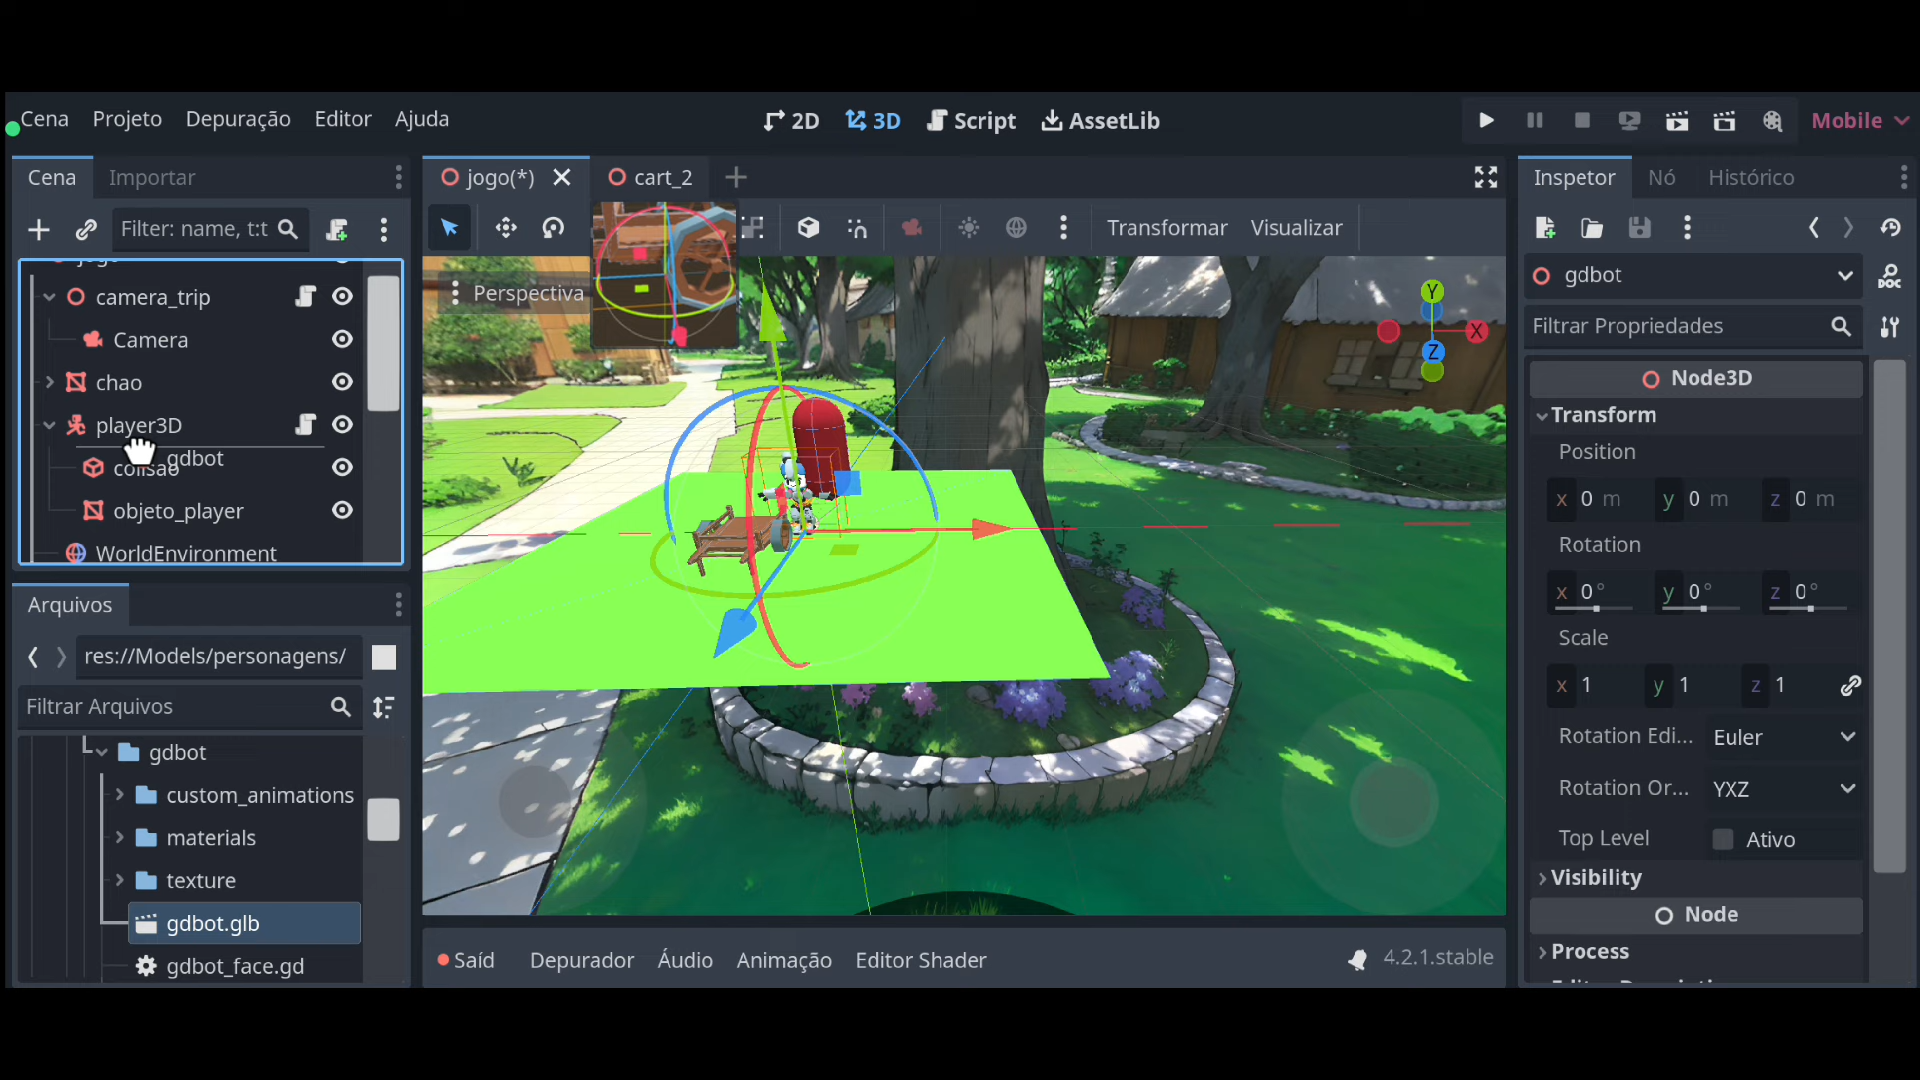 Cena Projeto Depuração Editor Ajuda
2D 3D Script AssetLib
Mobile
Cena Importar
Filter: name, t:t
jogo
camera_trip
Camera
chao
player3D
gdbot
colisao
objeto_player
WorldEnvironment
Arquivos
res://Models/personagens/
Filtrar Arquivos
gdbot
custom_animations
materials
texture
gdbot.glb
gdbot_face.gd
jogo(*) cart_2
Transformar Visualizar
Perspectiva
Y
X
Z
Saíd Depurador Áudio Animação Editor Shader
4.2.1.stable
Inspetor Nó Histórico
gdbot
DOC
Filtrar Propriedades
Node3D
Transform
Position
x 0 m y 0 m z 0 m
Rotation
x 0° y 0° z 0°
Scale
x 1 y 1 z 1
Rotation Edi... Euler
Rotation Or... YXZ
Top Level Ativo
Visibility
Node
Process